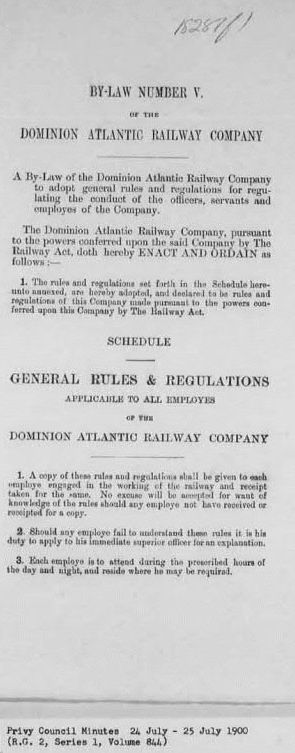 BY-LAW NUMBER V.
OF THE
DOMINION ATLANTIC RAILWAY COMPANY
A By-Law of the Dominion Atlantic Railway Company
to adopt general rules and regulations for regu-
lating the conduct of the officers, servants and
employes of the Company.
The Dominion Atlantic Railway Company, pursuant
to the powers conferred upon the said Company by The
Railway Act, doth hereby ENACT AND ORDAIN as
follows :—
1. The rules and regulations set forth in the Schedule here-
unto annexed, are hereby adopted, and declared to be rules and
regulations of this Company made pursuant to the powers con-
ferred upon this Company by The Railway Act.
SCHEDULE
GENERAL RULES & REGULATIONS
APPLICABLE TO ALL EMPLOYES
OF THE
DOMINION ATLANTIC RAILWAY COMPANY
1. A copy of these rules and regulations shall be given to each
employe engaged in the working of the railway and receipt
taken for the same. No excuse will be accepted for want of
knowledge of the rules should any employe not have received or
receipted for a copy.
2. Should any employe fail to understand these rules it is his
duty to apply to his immediate superior officer for an explanation.
3. Each employe is to attend during the prescribed hours of
the day and night, and reside where he may be required.
Privy Council Minutes 24 July - 25 July 1900
(R.G. 2, Series 1, Volume 844)